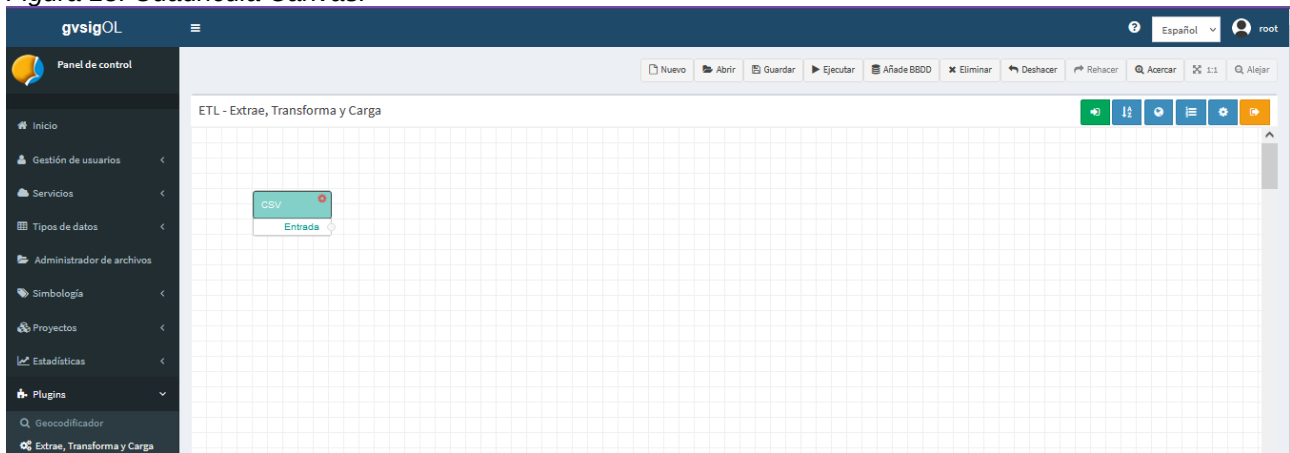 gvsigOL
Español
root
Panel de control
Nuevo
Abrir
Guardar
Ejecutar
Añade BBDD
Eliminar
Deshacer
Rehacer
Acercar
1:1
Alejar
ETL - Extrae, Transforma y Carga
Inicio
Gestión de usuarios
Servicios
Tipos de datos
Administrador de archivos
Simbología
Proyectos
Estadísticas
Plugins
Geocodificador
Extrae, Transforma y Carga
CSV
Entrada